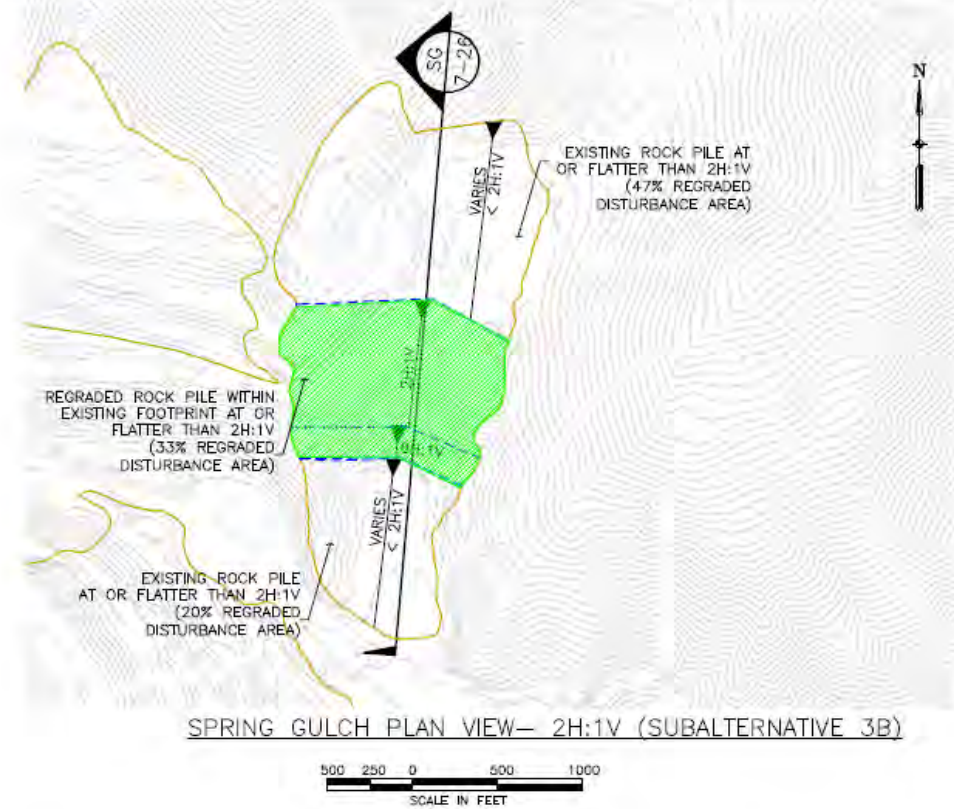 SG
7-26
N
VARIES
< 2H:1V
EXISTING ROCK PILE AT
OR FLATTER THAN 2H:1V
(47% REGRADED
DISTURBANCE AREA)
2H:1V
REGRADED ROCK PILE WITHIN
EXISTING FOOTPRINT AT OR
FLATTER THAN 2H:1V
(33% REGRADED
DISTURBANCE AREA)
VARIES
< 2H:1V
EXISTING ROCK PILE
AT OR FLATTER THAN 2H:1V
(20% REGRADED
DISTURBANCE AREA)
SPRING GULCH PLAN VIEW— 2H:1V (SUBALTERNATIVE 3B)
500 250 0 500 1000
SCALE IN FEET